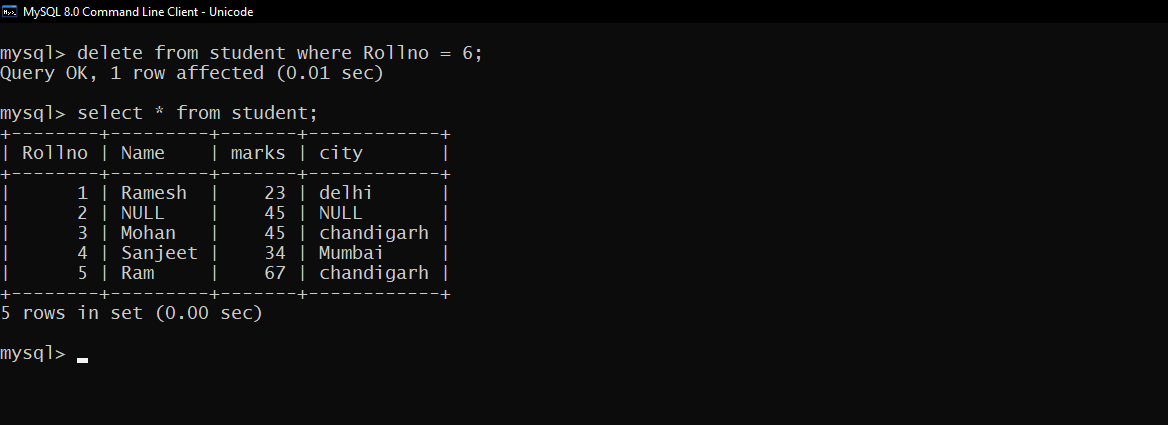 MySQL 8.0 Command Line Client - Unicode
mysql> delete from student where Rollno = 6;
Query OK, 1 row affected (0.01 sec)
mysql> select * from student;
+--------+---------+-------+------------+
| Rollno | Name    | marks | city       |
+--------+---------+-------+------------+
|      1 | Ramesh  |    23 | delhi      |
|      2 | NULL    |    45 | NULL       |
|      3 | Mohan   |    45 | chandigarh |
|      4 | Sanjeet |    34 | Mumbai     |
|      5 | Ram     |    67 | chandigarh |
+--------+---------+-------+------------+
5 rows in set (0.00 sec)
mysql>